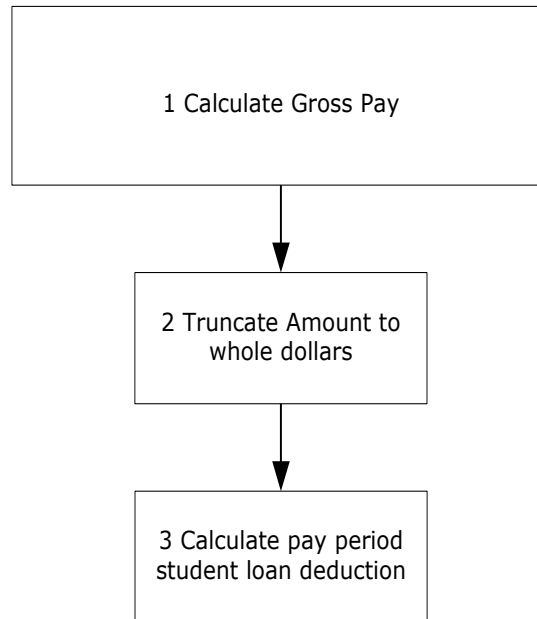 1 Calculate Gross Pay
2 Truncate Amount to
whole dollars
3 Calculate pay period
student loan deduction